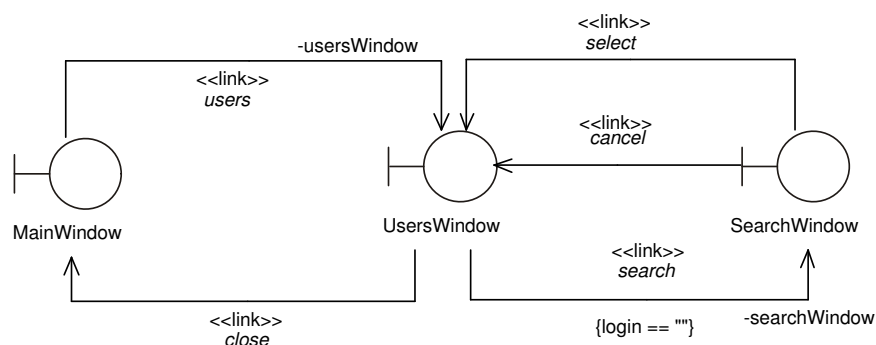 <<link>>
select
-usersWindow
<<link>>
users
<<link>>
cancel
MainWindow
UsersWindow
SearchWindow
<<link>>
search
<<link>>
close
{login == ""}
-searchWindow